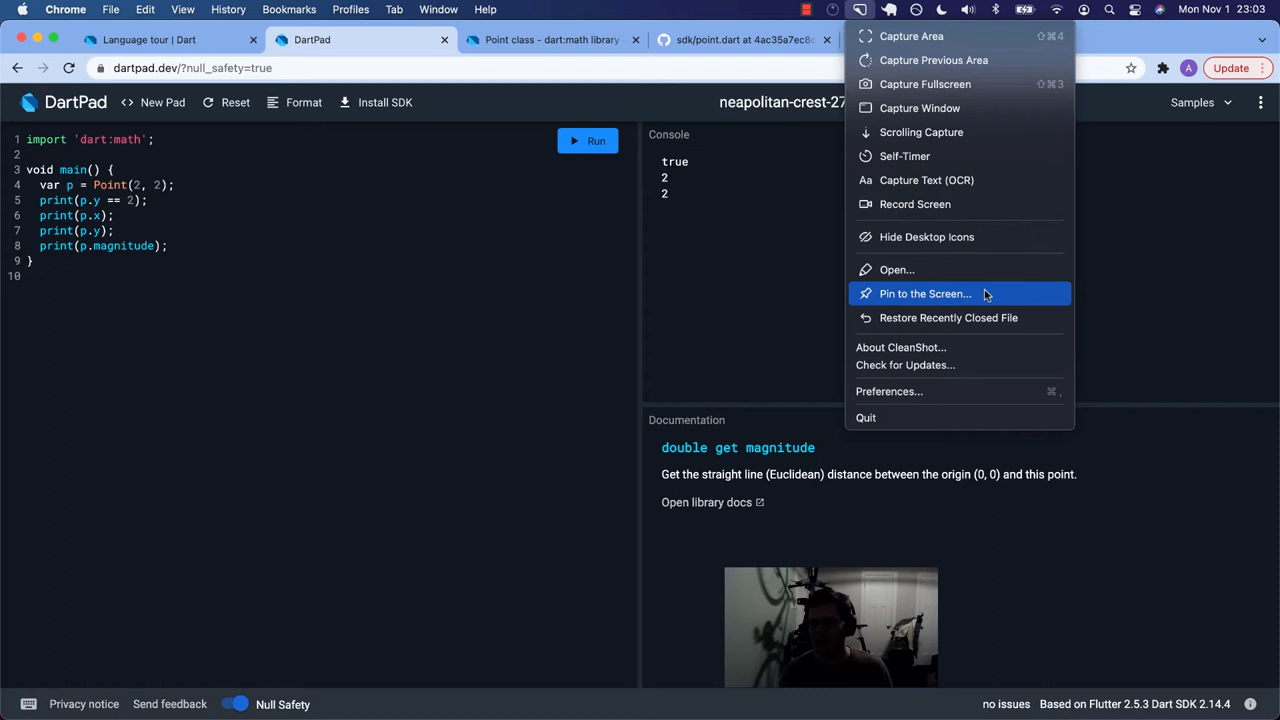 Chrome File Edit View History Bookmarks Profiles Tab Window Help Mon Nov 1 23:03
Language tour | Dart DartPad Point class - dart:math library sdk/point.dart at 4ac35a7ec8
dartpad.dev/?null_safety=true A Update
DartPad New Pad Reset Format Install SDK neapolitan-crest-27 Samples
Run
1 import 'dart:math';
2
3 void main() {
4 var p = Point(2, 2);
5 print(p.y == 2);
6 print(p.x);
7 print(p.y);
8 print(p.magnitude);
9 }
10
Console
true
2
2
Capture Area ⇧⌘4
Capture Previous Area
Capture Fullscreen ⇧⌘3
Capture Window
Scrolling Capture
Self-Timer
Aa Capture Text (OCR)
Record Screen
Hide Desktop Icons
Open...
Pin to the Screen...
Restore Recently Closed File
About CleanShot...
Check for Updates...
Preferences... ⌘ ,
Quit
Documentation
double get magnitude
Get the straight line (Euclidean) distance between the origin (0, 0) and this point.
Open library docs
Privacy notice Send feedback Null Safety no issues Based on Flutter 2.5.3 Dart SDK 2.14.4